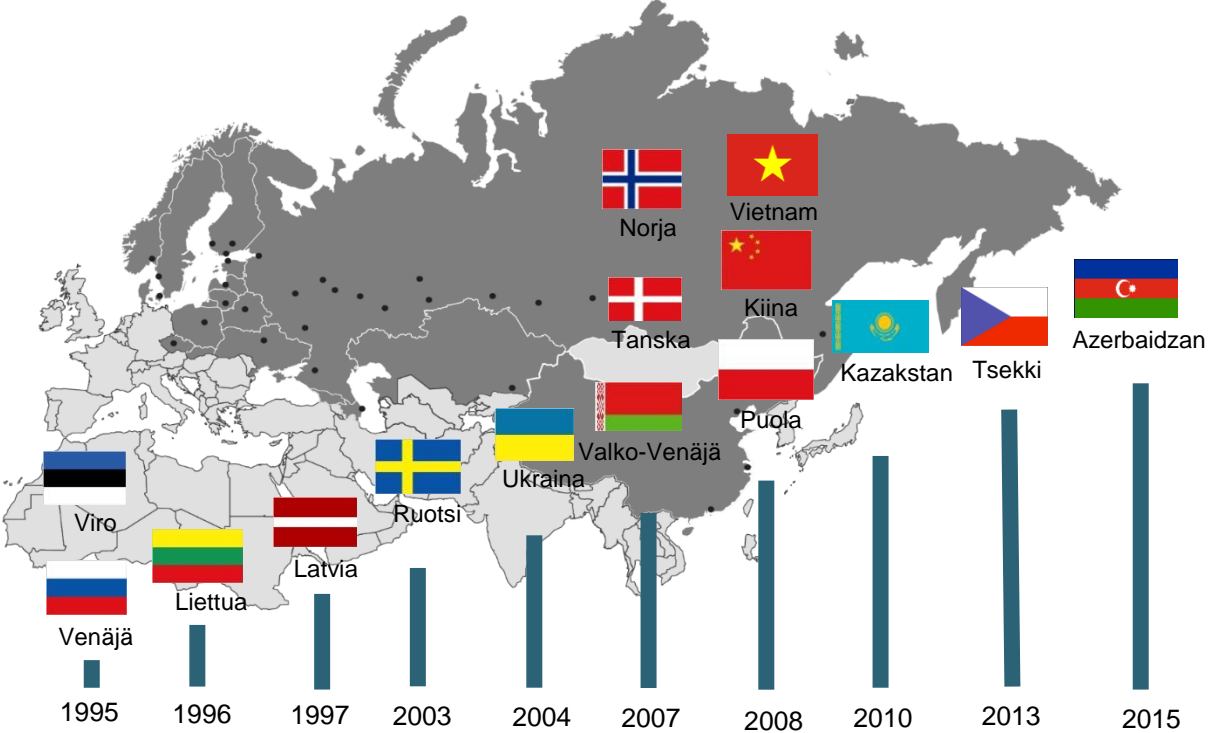 Norja
Vietnam
Tanska
Kiina
Azerbaidzan
Kazakstan
Tsekki
Puola
Valko-Venäjä
Ukraina
Ruotsi
Viro
Latvia
Liettua
Venäjä
1995
1996
1997
2003
2004
2007
2008
2010
2013
2015